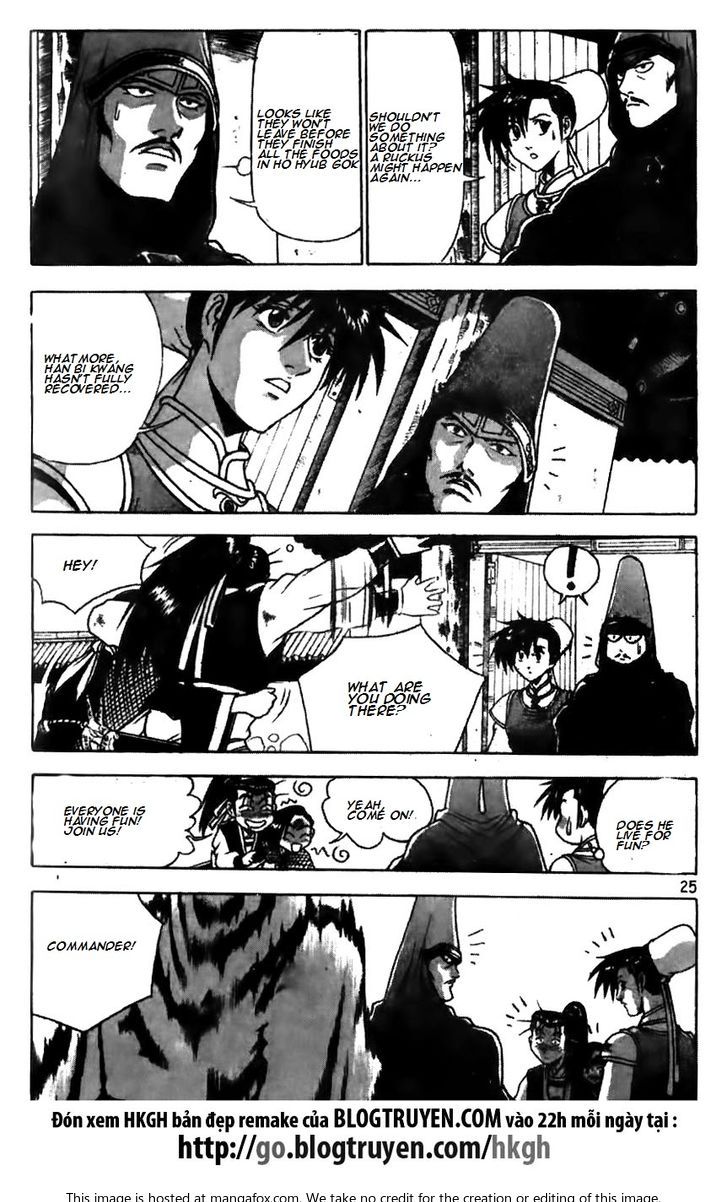 LOOKS LIKE
THEY WON'T
LEAVE BEFORE
THEY FINISH
ALL THE FOODS
IN HO HYUB GOK
SHOULDN'T
WE DO
SOMETHING
ABOUT IT?
A RUCKUS
MIGHT HAPPEN
AGAIN...
WHAT MORE,
HAN BI KWANG
HASN'T FULLY
RECOVERED...
HEY!
WHAT ARE
YOU DOING
THERE?
!
EVERYONE IS
HAVING FUN!
JOIN US!
YEAH,
COME ON!
DOES HE
LIVE FOR
FUN?
25
COMMANDER!
Đón xem HKGH bản đẹp remake của BLOGTRUYEN.COM vào 22h mỗi ngày tại :
http://go.blogtruyen.com/hkgh
This image is hosted at mangafox.com. We take no credit for the creation or editing of this image.